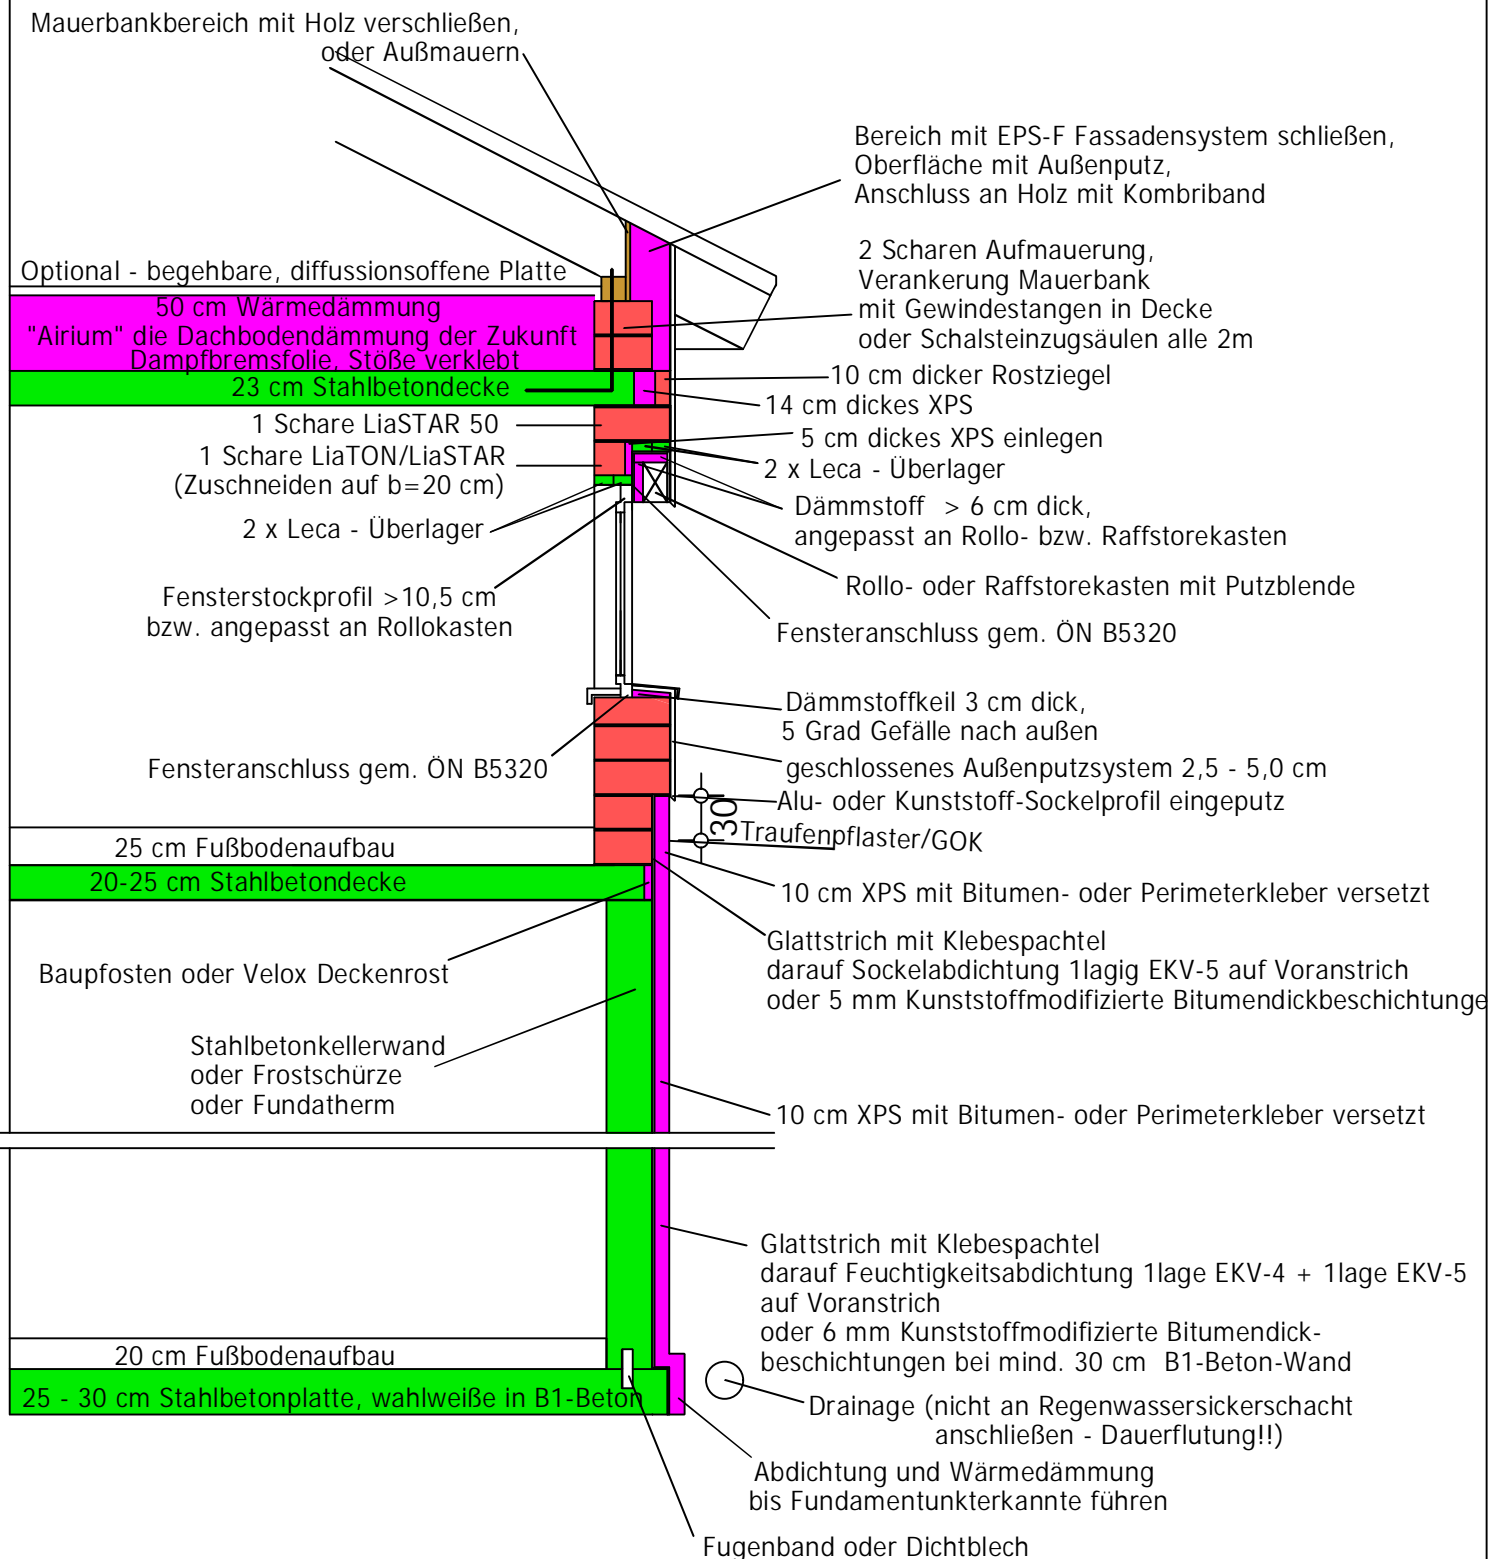 Mauerbankbereich mit Holz verschließen,
oder Außmauern
Bereich mit EPS-F Fassadensystem schließen,
Oberfläche mit Außenputz,
Anschluss an Holz mit Kombriband
2 Scharen Aufmauerung,
Verankerung Mauerbank
mit Gewindestangen in Decke
oder Schalsteinzugsäulen alle 2m
Optional - begehbare, diffussionsoffene Platte
50 cm Wärmedämmung
"Airium" die Dachbodendämmung der Zukunft
Dampfbremsfolie, Stöße verklebt
23 cm Stahlbetondecke
10 cm dicker Rostziegel
14 cm dickes XPS
1 Schare LiaSTAR 50
5 cm dickes XPS einlegen
1 Schare LiaTON/LiaSTAR
(Zuschneiden auf b=20 cm)
2 x Leca - Überlager
2 x Leca - Überlager
Dämmstoff > 6 cm dick,
angepasst an Rollo- bzw. Raffstorekasten
Rollo- oder Raffstorekasten mit Putzblende
Fensterstockprofil >10,5 cm
bzw. angepasst an Rollokasten
Fensteranschluss gem. ÖN B5320
Dämmstoffkeil 3 cm dick,
5 Grad Gefälle nach außen
Fensteranschluss gem. ÖN B5320
geschlossenes Außenputzsystem 2,5 - 5,0 cm
Alu- oder Kunststoff-Sockelprofil eingeputz
30
Traufenpflaster/GOK
25 cm Fußbodenaufbau
20-25 cm Stahlbetondecke
10 cm XPS mit Bitumen- oder Perimeterkleber versetzt
Glattstrich mit Klebespachtel
darauf Sockelabdichtung 1lagig EKV-5 auf Voranstrich
oder 5 mm Kunststoffmodifizierte Bitumendickbeschichtunge
Baupfosten oder Velox Deckenrost
Stahlbetonkellerwand
oder Frostschürze
oder Fundatherm
10 cm XPS mit Bitumen- oder Perimeterkleber versetzt
Glattstrich mit Klebespachtel
darauf Feuchtigkeitsabdichtung 1lage EKV-4 + 1lage EKV-5
auf Voranstrich
oder 6 mm Kunststoffmodifizierte Bitumendick-
beschichtungen bei mind. 30 cm B1-Beton-Wand
20 cm Fußbodenaufbau
25 - 30 cm Stahlbetonplatte, wahlweiße in B1-Beton
Drainage (nicht an Regenwassersickerschacht
anschließen - Dauerflutung!!)
Abdichtung und Wärmedämmung
bis Fundamentunkterkannte führen
Fugenband oder Dichtblech